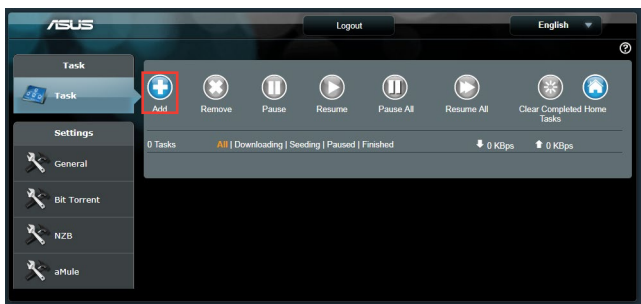 ASUS
Logout
English
Task
Task
Settings
General
Bit Torrent
NZB
aMule
Add
Remove
Pause
Resume
Pause All
Resume All
Clear Completed
Tasks
Home
0 Tasks
All | Downloading | Seeding | Paused | Finished
0 KBps
0 KBps